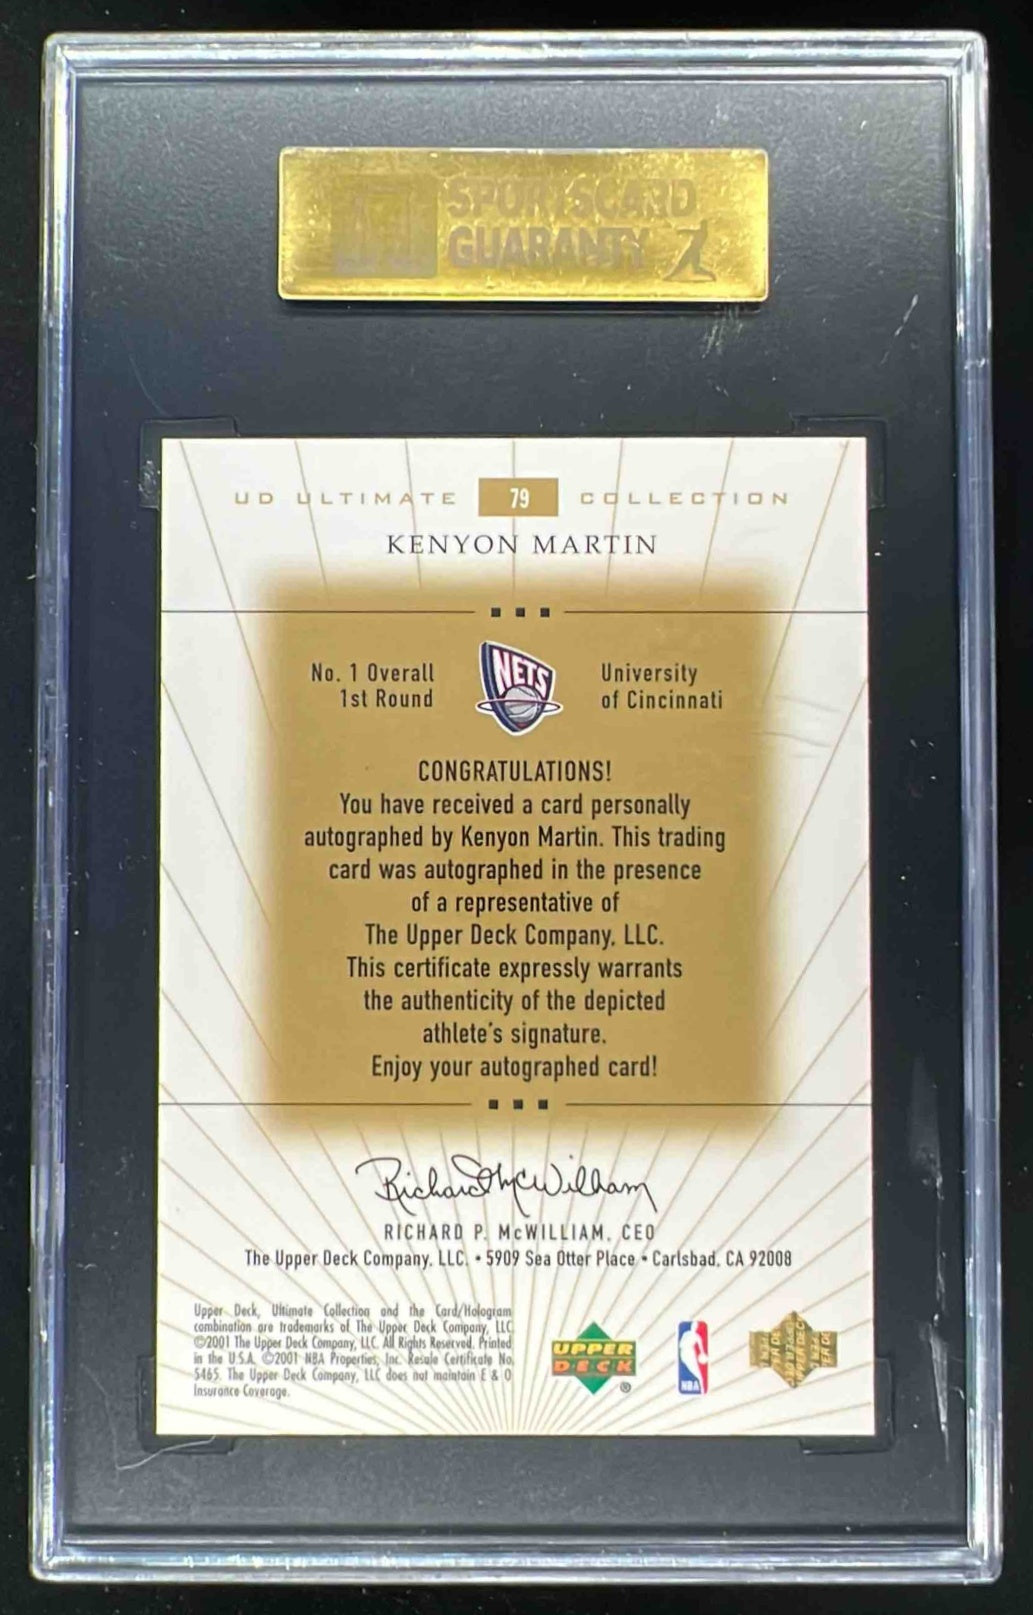 SPORTSCARD
GUARANTY
UD ULTIMATE 79 COLLECTION
KENYON MARTIN
No. 1 Overall
1st Round
NETS
University
of Cincinnati
CONGRATULATIONS!
You have received a card personally
autographed by Kenyon Martin. This trading
card was autographed in the presence
of a representative of
The Upper Deck Company, LLC.
This certificate expressly warrants
the authenticity of the depicted
athlete's signature.
Enjoy your autographed card!
Richard P. McWilliam
RICHARD P. McWILLIAM, CEO
The Upper Deck Company, LLC. • 5909 Sea Otter Place • Carlsbad, CA 92008
Upper Deck, Ultimate Collection and the Card/Hologram
combination are trademarks of The Upper Deck Company, LLC
©2001 The Upper Deck Company, LLC. All Rights Reserved. Printed
in the U.S.A. ©2001 NBA Properties, Inc. Resale Certificate No.
5465. The Upper Deck Company, LLC does not maintain E & O
Insurance Coverage.
UPPER
DECK
®
NBA